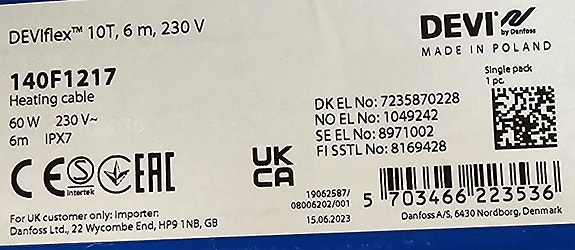 DEVIflex™ 10T, 6 m, 230 V
DEVI
by Danfoss
MADE IN POLAND
140F1217
Heating cable
60 W 230 V~
6m IPX7
Single pack
1 pc
DK EL No: 7235870228
NO EL No: 1049242
SE EL No: 8971002
FI SSTL No: 8169428
CE S Intertek EAC
UK
CA
19062587/
08006202/001
15.06.2023
5 703466 223536
For UK customer only: Importer:
Danfoss Ltd., 22 Wycombe End, HP9 1NB, GB
Danfoss A/S, 6430 Nordborg, Denmark